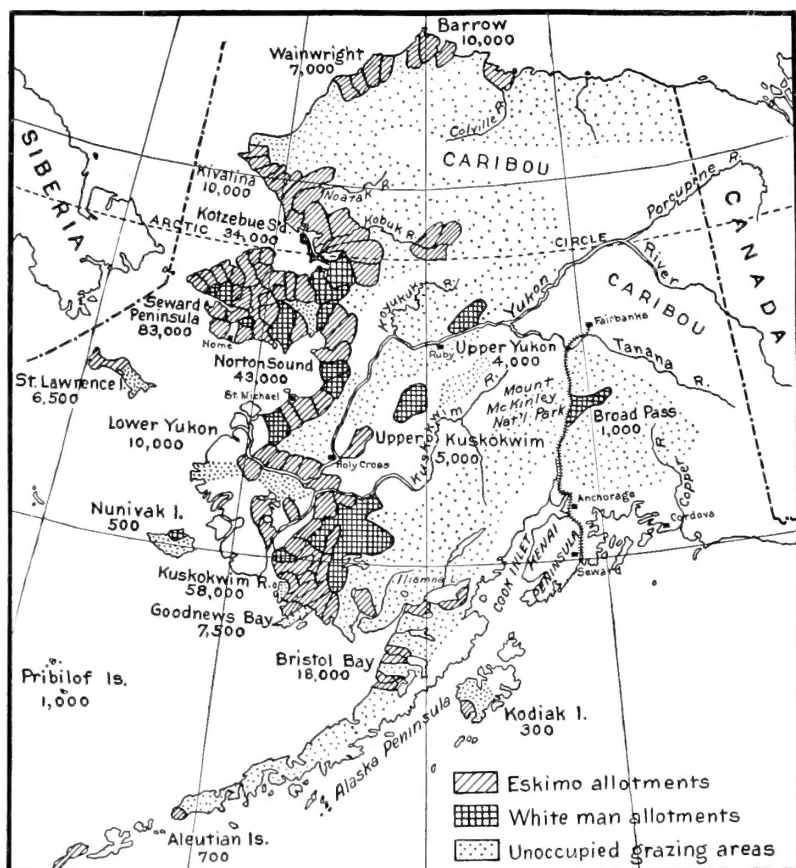 Barrow
10,000
Wainwright
7,000
Colville R.
CARIBOU
SIBERIA
Kivalina
10,000
Noatak R.
Kotzebue S'd.
34,000
Kobuk R.
Porcupine R.
CANADA
ARCTIC
CIRCLE
Yukon
River
CARIBOU
Koyukuk R.
Seward
Peninsula
83,000
Nome
Fairbanks
Tanana R.
Ruby
Upper Yukon
4,000
Norton Sound
43,000
St. Lawrence I.
6,500
St. Michael
Mount
McKinley
Nat'l. Park
Broad Pass
1,000
Lower Yukon
10,000
Upper Kuskokwim
5,000
Kuskokwim R.
Holy Cross
Copper R.
Nunivak I.
500
Anchorage
Cordova
COOK INLET
KENAI
PENINSULA
Seward
Kuskokwim R.
58,000
Iliamna L.
Goodnews Bay
7,500
Bristol Bay
18,000
Pribilof Is.
1,000
Kodiak I.
300
Alaska Peninsula
Aleutian Is.
700
Eskimo allotments
White man allotments
Unoccupied grazing areas